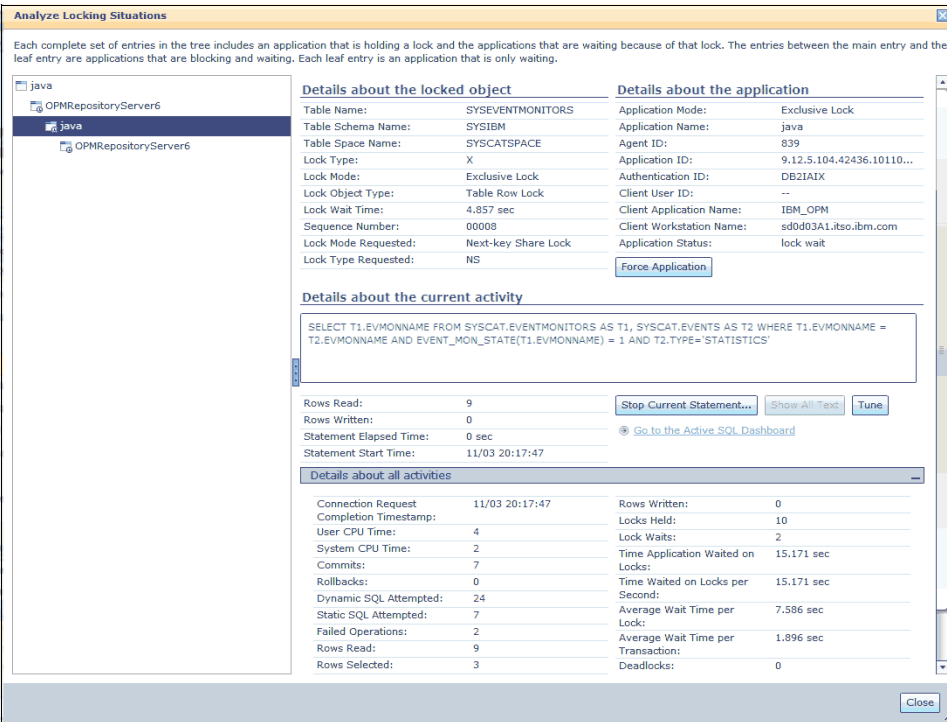 Analyze Locking Situations
Each complete set of entries in the tree includes an application that is holding a lock and the applications that are waiting because of that lock. The entries between the main entry and the
leaf entry are applications that are blocking and waiting. Each leaf entry is an application that is only waiting.
java
OPMRepositoryServer6
java
OPMRepositoryServer6
Details about the locked object
Table Name: SYSEVENTMONITORS
Table Schema Name: SYSIBM
Table Space Name: SYSCATSPACE
Lock Type: X
Lock Mode: Exclusive Lock
Lock Object Type: Table Row Lock
Lock Wait Time: 4.857 sec
Sequence Number: 00008
Lock Mode Requested: Next-key Share Lock
Lock Type Requested: NS
Details about the application
Application Mode: Exclusive Lock
Application Name: java
Agent ID: 839
Application ID: 9.12.5.104.42436.10110...
Authentication ID: DB2IAIX
Client User ID: --
Client Application Name: IBM_OPM
Client Workstation Name: sd0d03A1.itso.ibm.com
Application Status: lock wait
Force Application
Details about the current activity
SELECT T1.EVMONNAME FROM SYSCAT.EVENTMONITORS AS T1, SYSCAT.EVENTS AS T2 WHERE T1.EVMONNAME =
T2.EVMONNAME AND EVENT_MON_STATE(T1.EVMONNAME) = 1 AND T2.TYPE='STATISTICS'
Rows Read: 9
Rows Written: 0
Statement Elapsed Time: 0 sec
Statement Start Time: 11/03 20:17:47
Stop Current Statement... Show All Text Tune
Go to the Active SQL Dashboard
Details about all activities
Connection Request 11/03 20:17:47
Completion Timestamp:
User CPU Time: 4
System CPU Time: 2
Commits: 7
Rollbacks: 0
Dynamic SQL Attempted: 24
Static SQL Attempted: 7
Failed Operations: 2
Rows Read: 9
Rows Selected: 3
Rows Written: 0
Locks Held: 10
Lock Waits: 2
Time Application Waited on 15.171 sec
Locks:
Time Waited on Locks per 15.171 sec
Second:
Average Wait Time per 7.586 sec
Lock:
Average Wait Time per 1.896 sec
Transaction:
Deadlocks: 0
Close